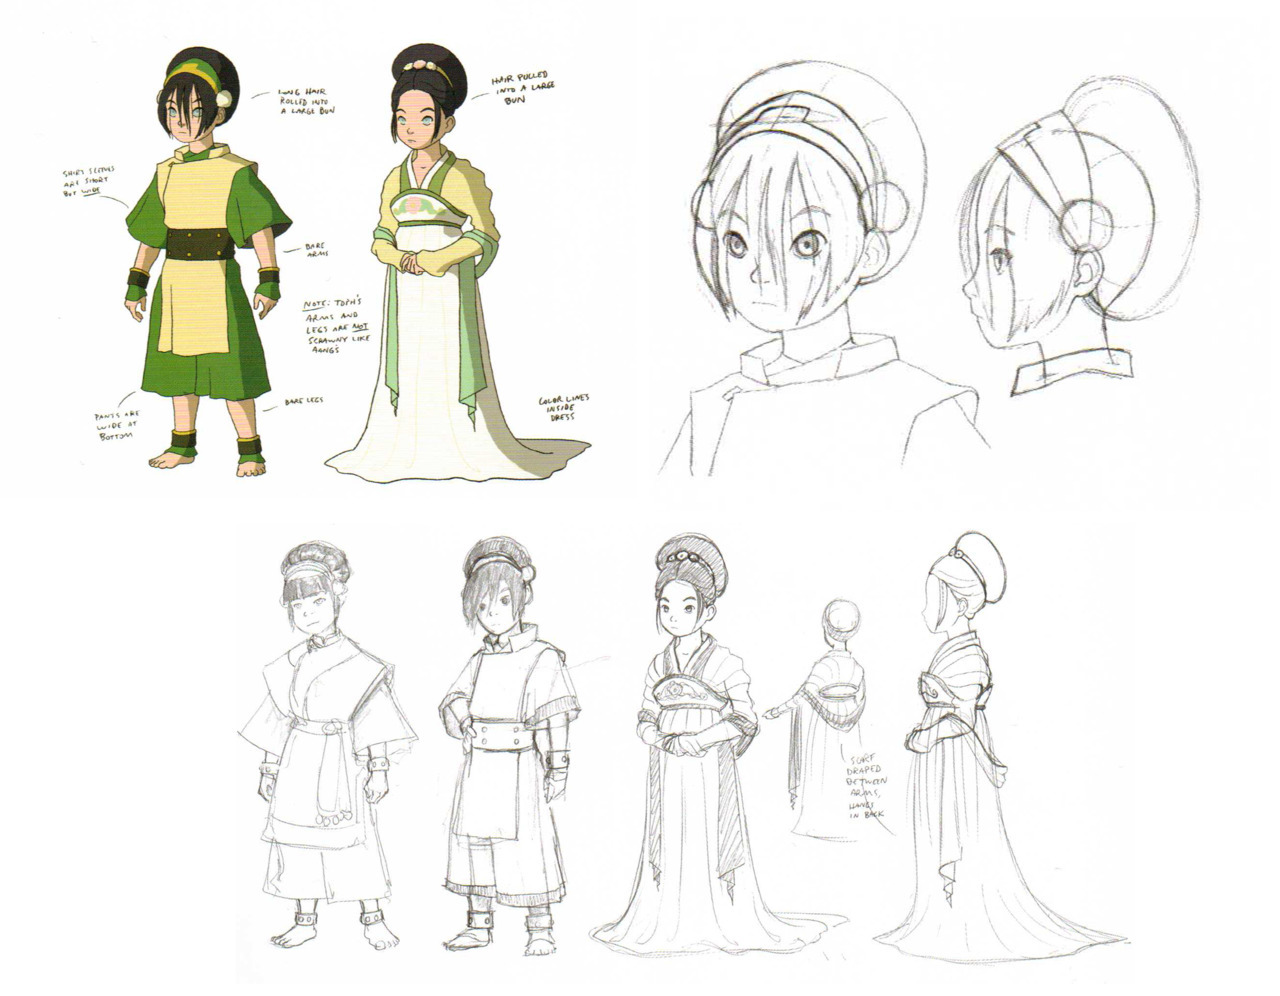 LONG HAIR
ROLLED INTO
A LARGE BUN
HAIR PULLED
INTO A LARGE
BUN
SHIRT SLEEVES
ARE SHORT
BUT WIDE
BARE
ARMS
NOTE: TOPH'S
ARMS AND
LEGS ARE NOT
SCRAWNY LIKE
AANG'S
PANTS ARE
WIDE AT
BOTTOM
BARE LEGS
COLOR LINES
INSIDE
DRESS
SCARF
DRAPED
BETWEEN
ARMS,
HANGS
IN BACK